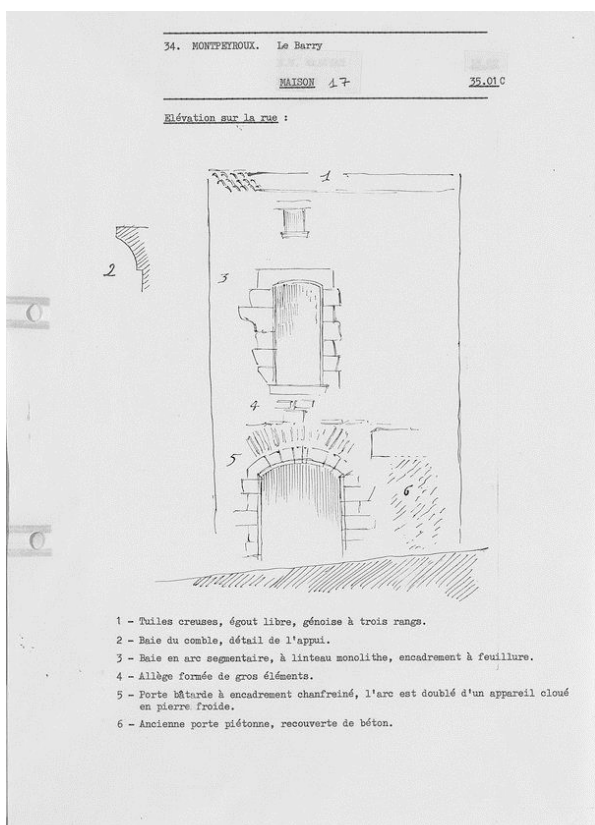 34. MONTPEYROUX. Le Barry
MAISON 17
35.01 C
Elévation sur la rue :
1
2
3
4
5
6
1 - Tuiles creuses, égout libre, génoise à trois rangs.
2 - Baie du comble, détail de l'appui.
3 - Baie en arc segmentaire, à linteau monolithe, encadrement à feuillure.
4 - Allège formée de gros éléments.
5 - Porte bâtarde à encadrement chanfreiné, l'arc est doublé d'un appareil cloué
en pierre froide.
6 - Ancienne porte piétonne, recouverte de béton.